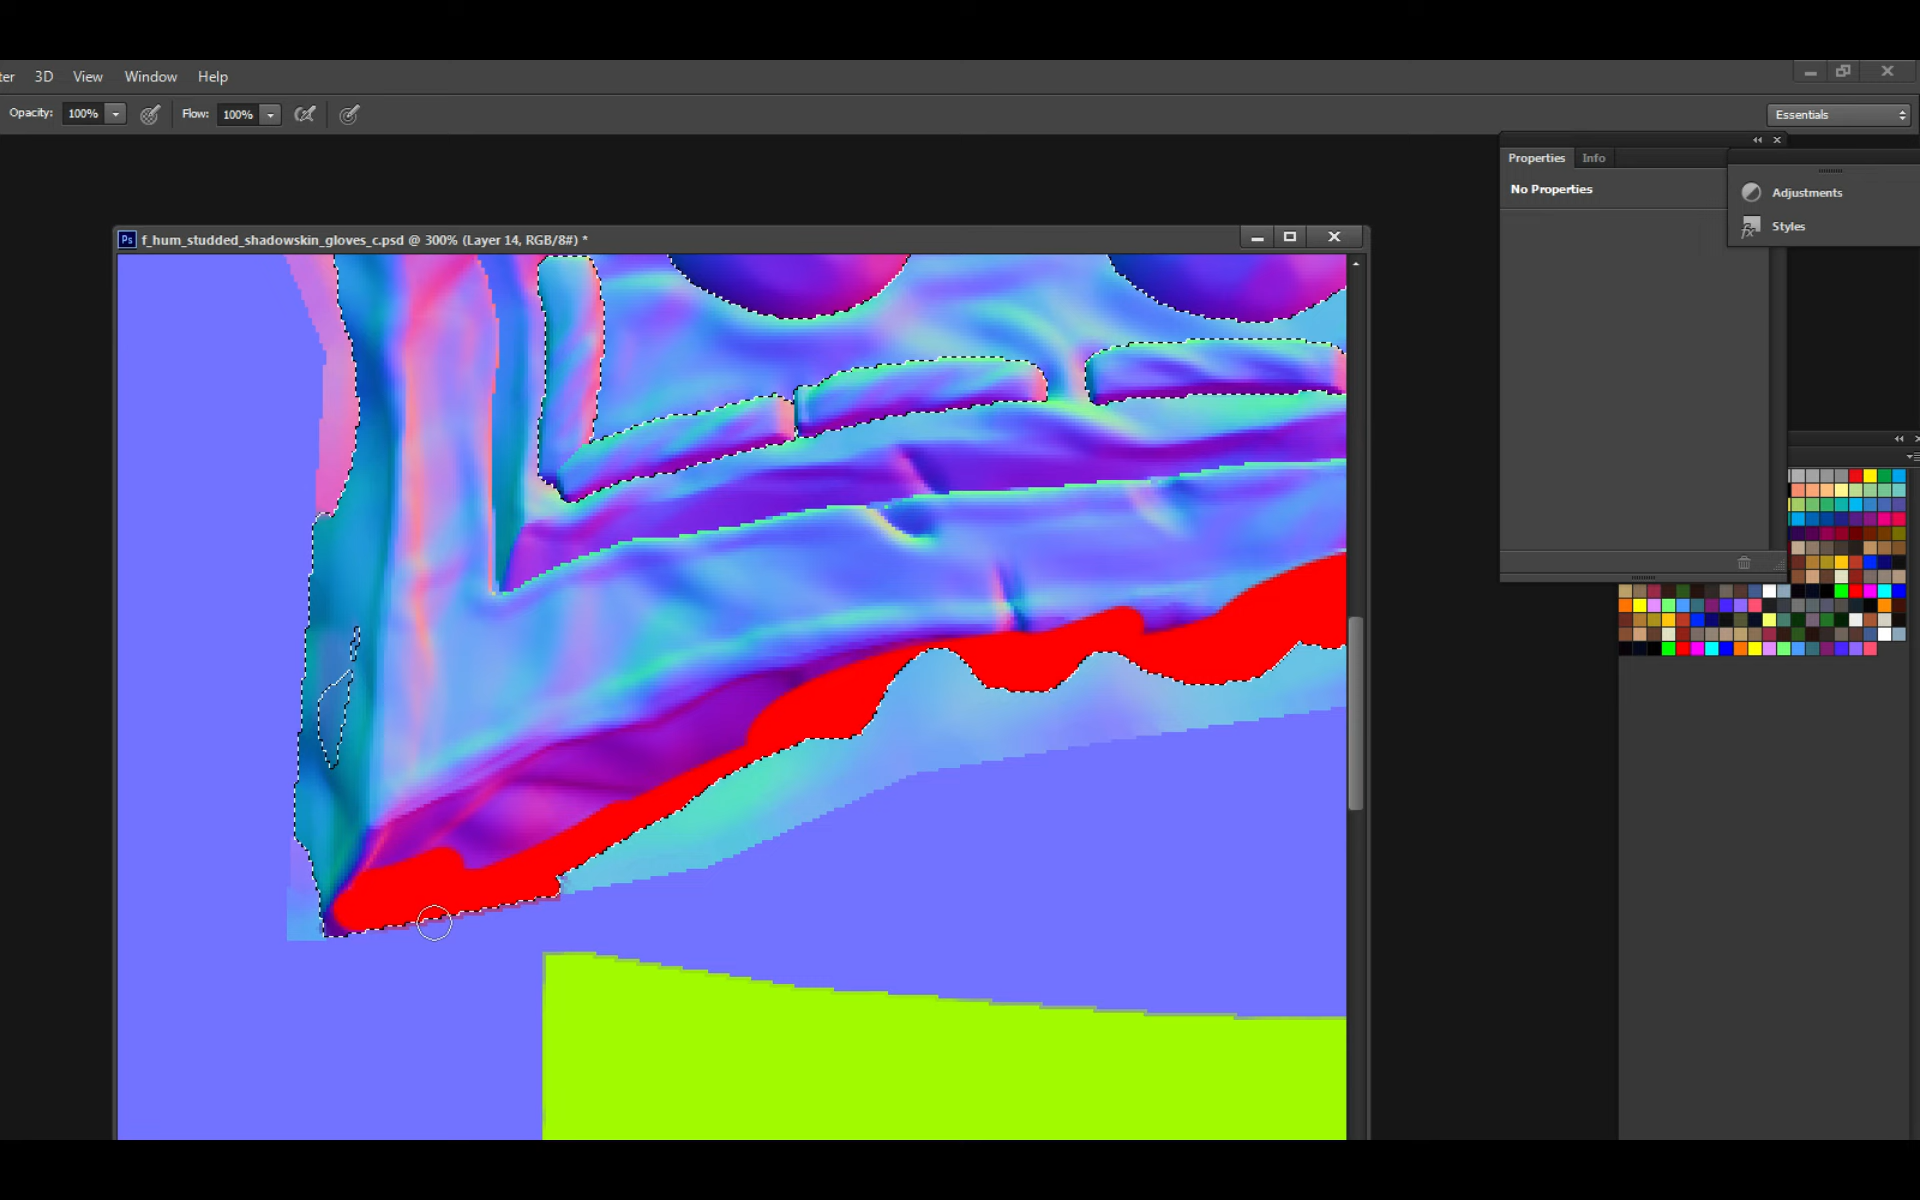 ter 3D View Window Help
Opacity: 100% Flow: 100% Essentials
Properties Info
No Properties
Adjustments
Styles
Ps f_hum_studded_shadowskin_gloves_c.psd @ 300% (Layer 14, RGB/8#) *